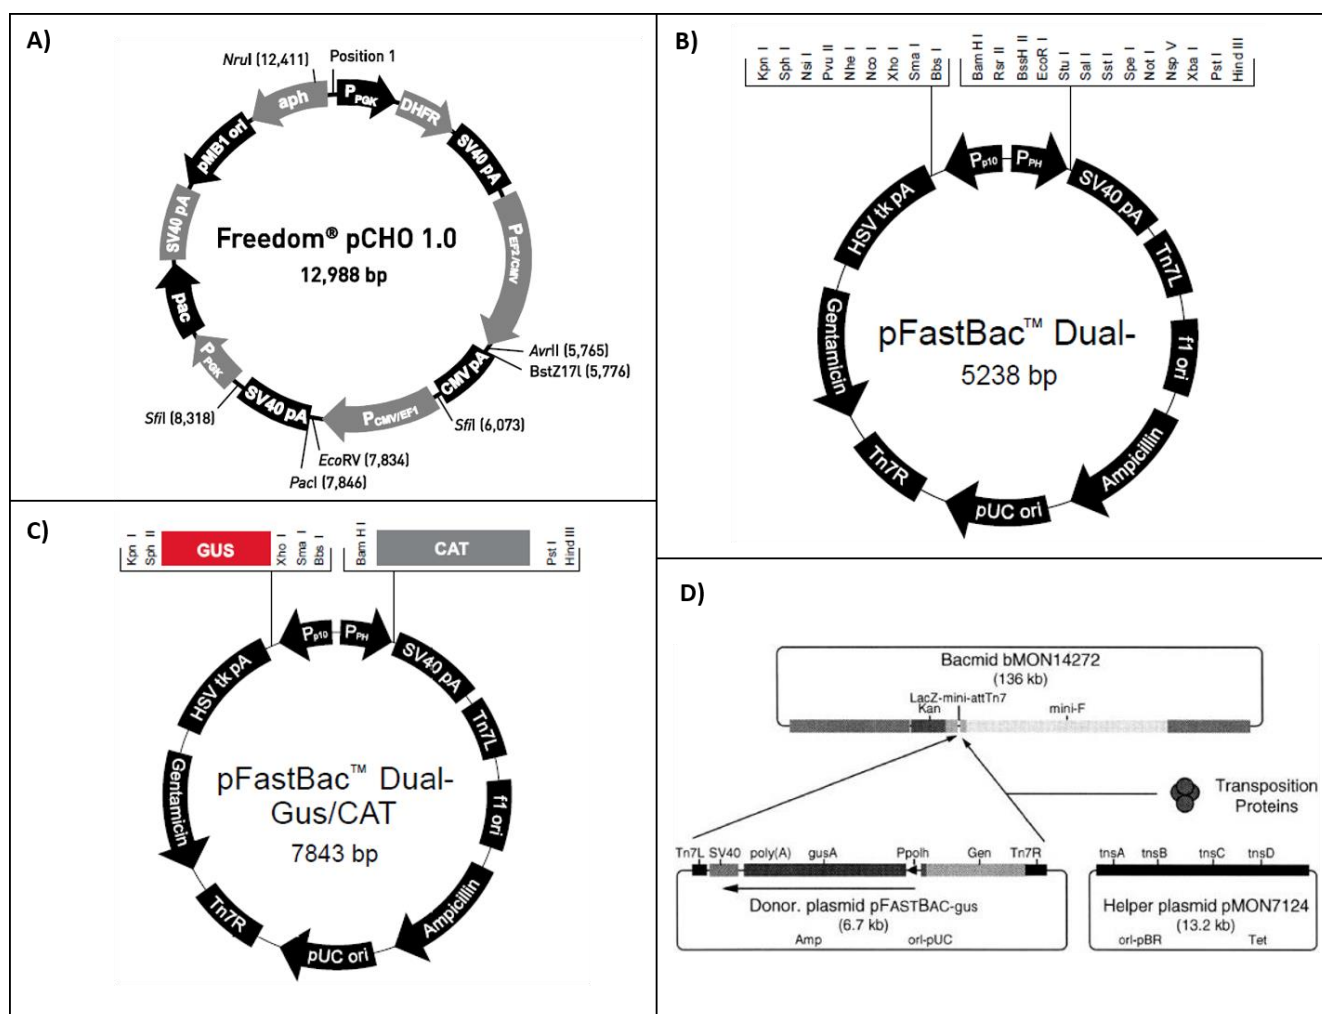 A)
NruI (12,411)
Position 1
aph
PPGK
DHFR
SV40 pA
PEF2/CMV
AvrII (5,765)
BstZ17I (5,776)
CMV pA
SfiI (6,073)
PCMV/EF1
EcoRV (7,834)
PacI (7,846)
SV40 pA
SfiI (8,318)
PPGK
pac
SV40 pA
pMB1 ori
Freedom® pCHO 1.0
12,988 bp
B)
Kpn I
Sph I
Nsi I
Pvu II
Nhe I
Nco I
Xho I
Sma I
Bbs I
Bam H I
Rsr II
BssH II
EcoR I
Stu I
Sal I
Sst I
Spe I
Not I
Nsp V
Xba I
Pst I
Hind III
Pp10
PPH
HSV tk pA
SV40 pA
Tn7L
f1 ori
Ampicillin
pUC ori
Tn7R
Gentamicin
pFastBac™ Dual-
5238 bp
C)
Kpn I
Sph II
GUS
Xho I
Sma I
Bbs I
Bam H I
CAT
Pst I
Hind III
Pp10
PPH
HSV tk pA
SV40 pA
Tn7L
f1 ori
Ampicillin
pUC ori
Tn7R
Gentamicin
pFastBac™ Dual-
Gus/CAT
7843 bp
D)
Bacmid bMON14272
(136 kb)
LacZ-mini-attTn7
Kan
mini-F
Transposition
Proteins
Tn7L SV40 poly(A) gusA Ppolh Gen Tn7R
Donor. plasmid pFASTBAC-gus
(6.7 kb)
Amp orI-pUC
tnsA tnsB tnsC tnsD
Helper plasmid pMON7124
(13.2 kb)
orI-pBR Tet